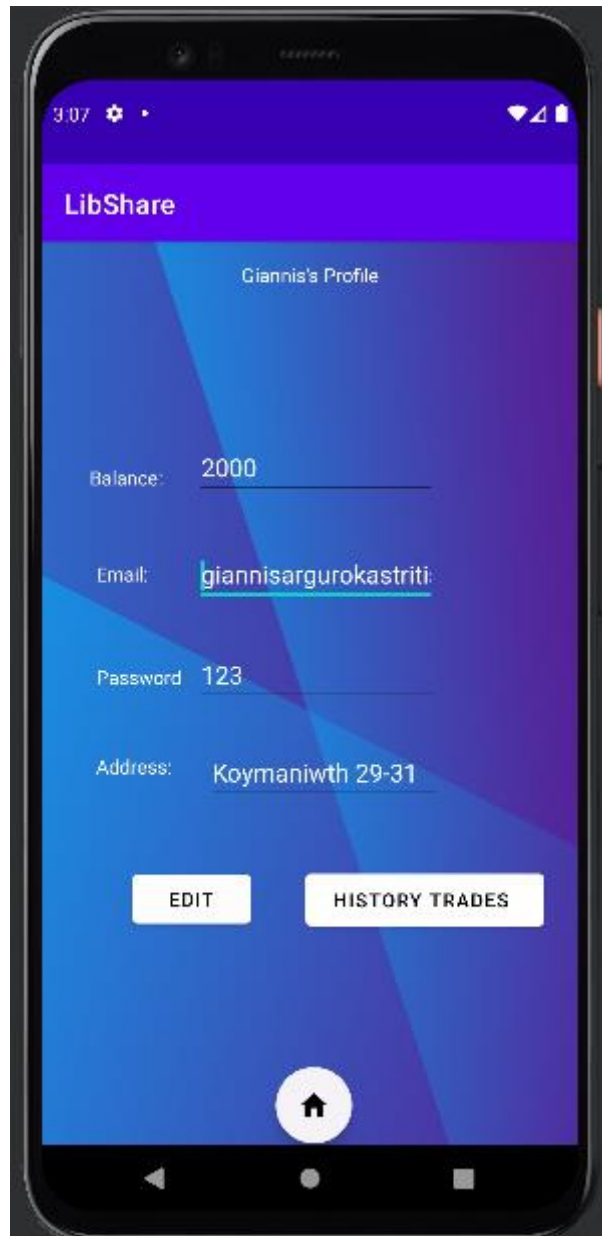 3:07
LibShare
Giannis's Profile
Balance: 2000
Email: giannisargurokastriti
Password 123
Address: Koymaniwth 29-31
EDIT HISTORY TRADES